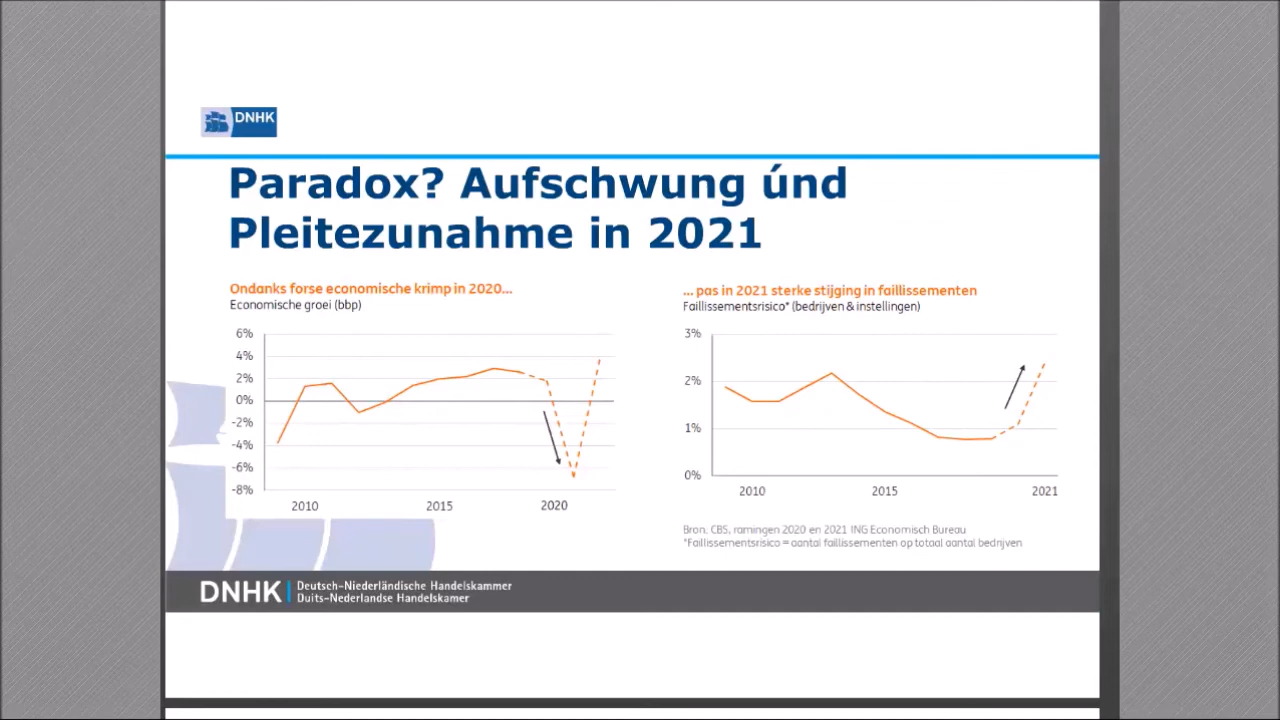 DNHK
Paradox? Aufschwung únd
Pleitezunahme in 2021
Ondanks forse economische krimp in 2020...
Economische groei (bbp)
6%
4%
2%
0%
-2%
-4%
-6%
-8%
2010 2015 2020
... pas in 2021 sterke stijging in faillissementen
Faillissementsrisico* (bedrijven & instellingen)
3%
2%
1%
0%
2010 2015 2021
Bron. CBS, ramingen 2020 en 2021 ING Economisch Bureau
*Faillissementsrisico = aantal faillissementen op totaal aantal bedrijven
DNHK
Deutsch-Niederländische Handelskammer
Duits-Nederlandse Handelskamer